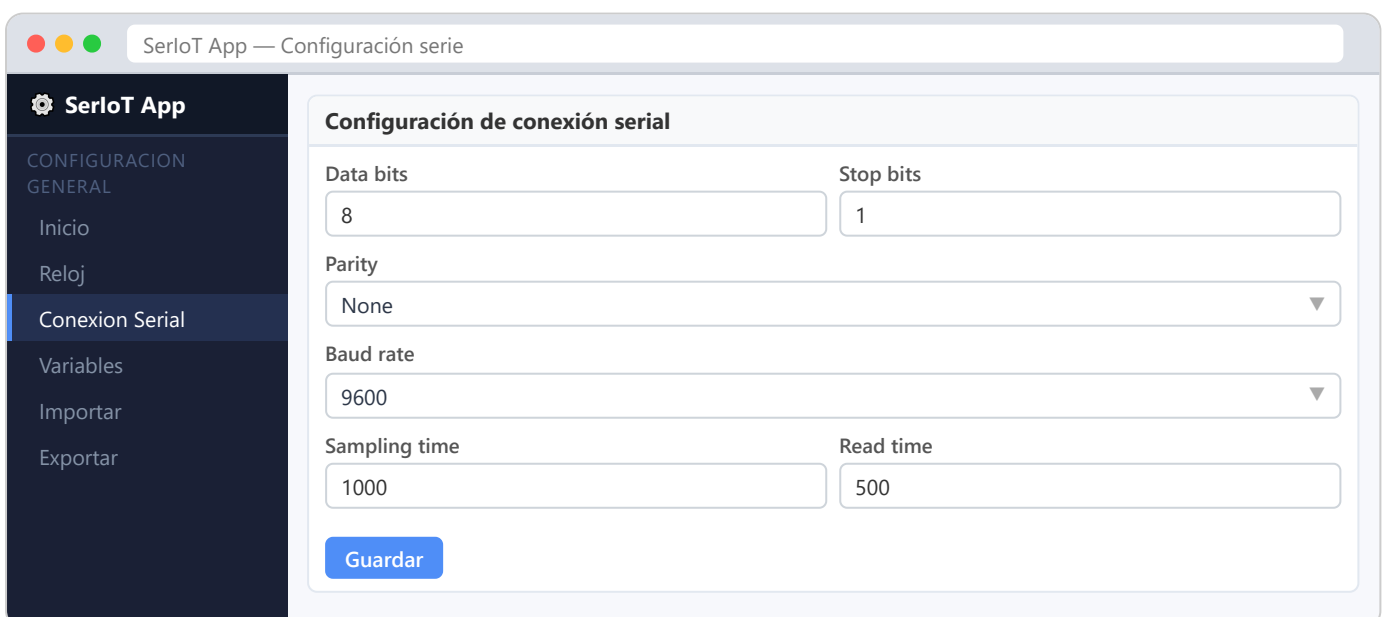 SerIoT App — Configuración serie
SerIoT App
CONFIGURACION
GENERAL
Inicio
Reloj
Conexion Serial
Variables
Importar
Exportar
Configuración de conexión serial
Data bits
Stop bits
8
1
Parity
None
Baud rate
9600
Sampling time
Read time
1000
500
Guardar